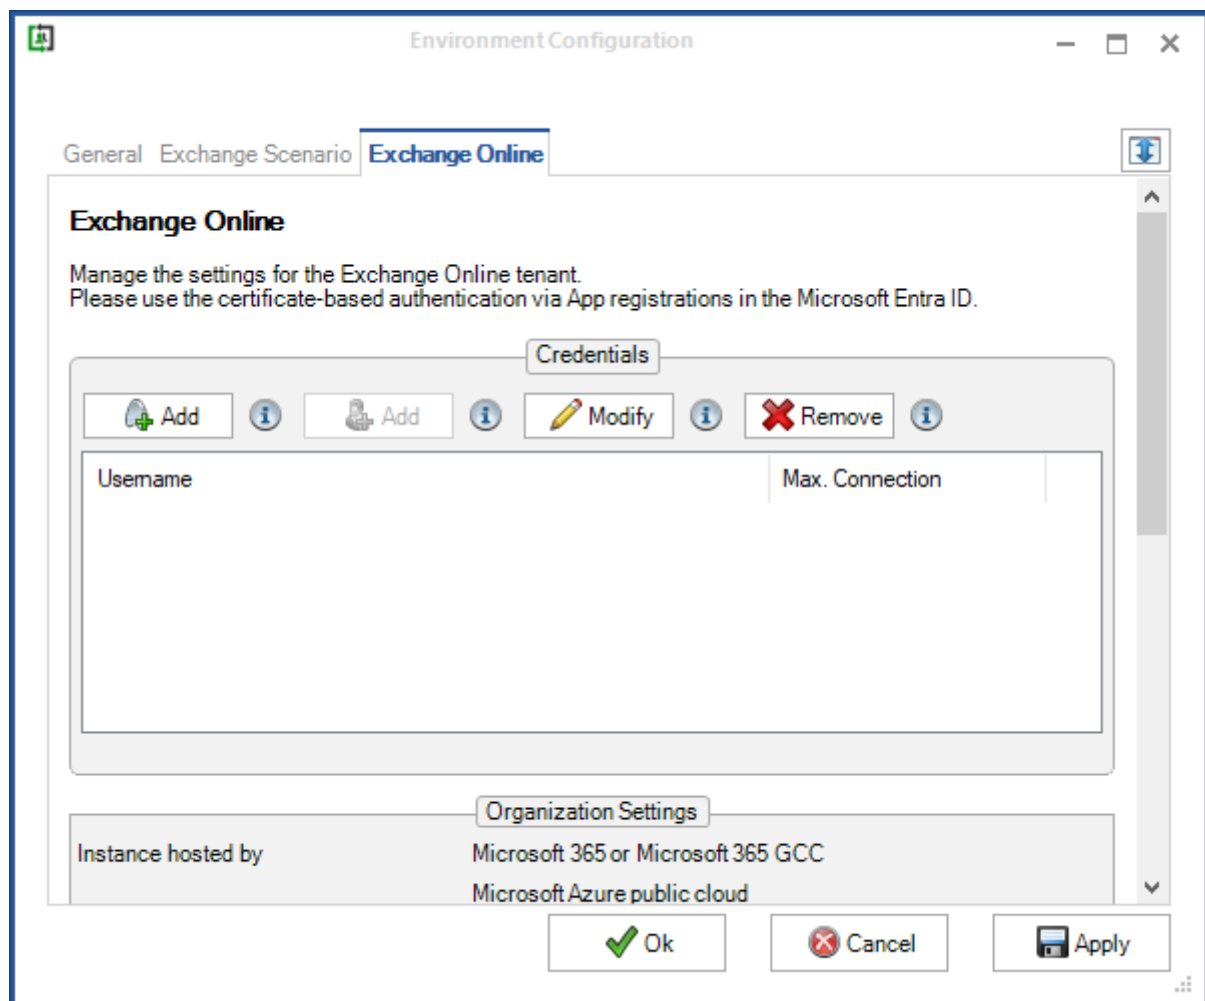 Environment Configuration
General Exchange Scenario Exchange Online
Exchange Online
Manage the settings for the Exchange Online tenant.
Please use the certificate-based authentication via App registrations in the Microsoft Entra ID.
Credentials
Add Add Modify Remove
Username Max. Connection
Organization Settings
Instance hosted by Microsoft 365 or Microsoft 365 GCC
Microsoft Azure public cloud
Ok Cancel Apply